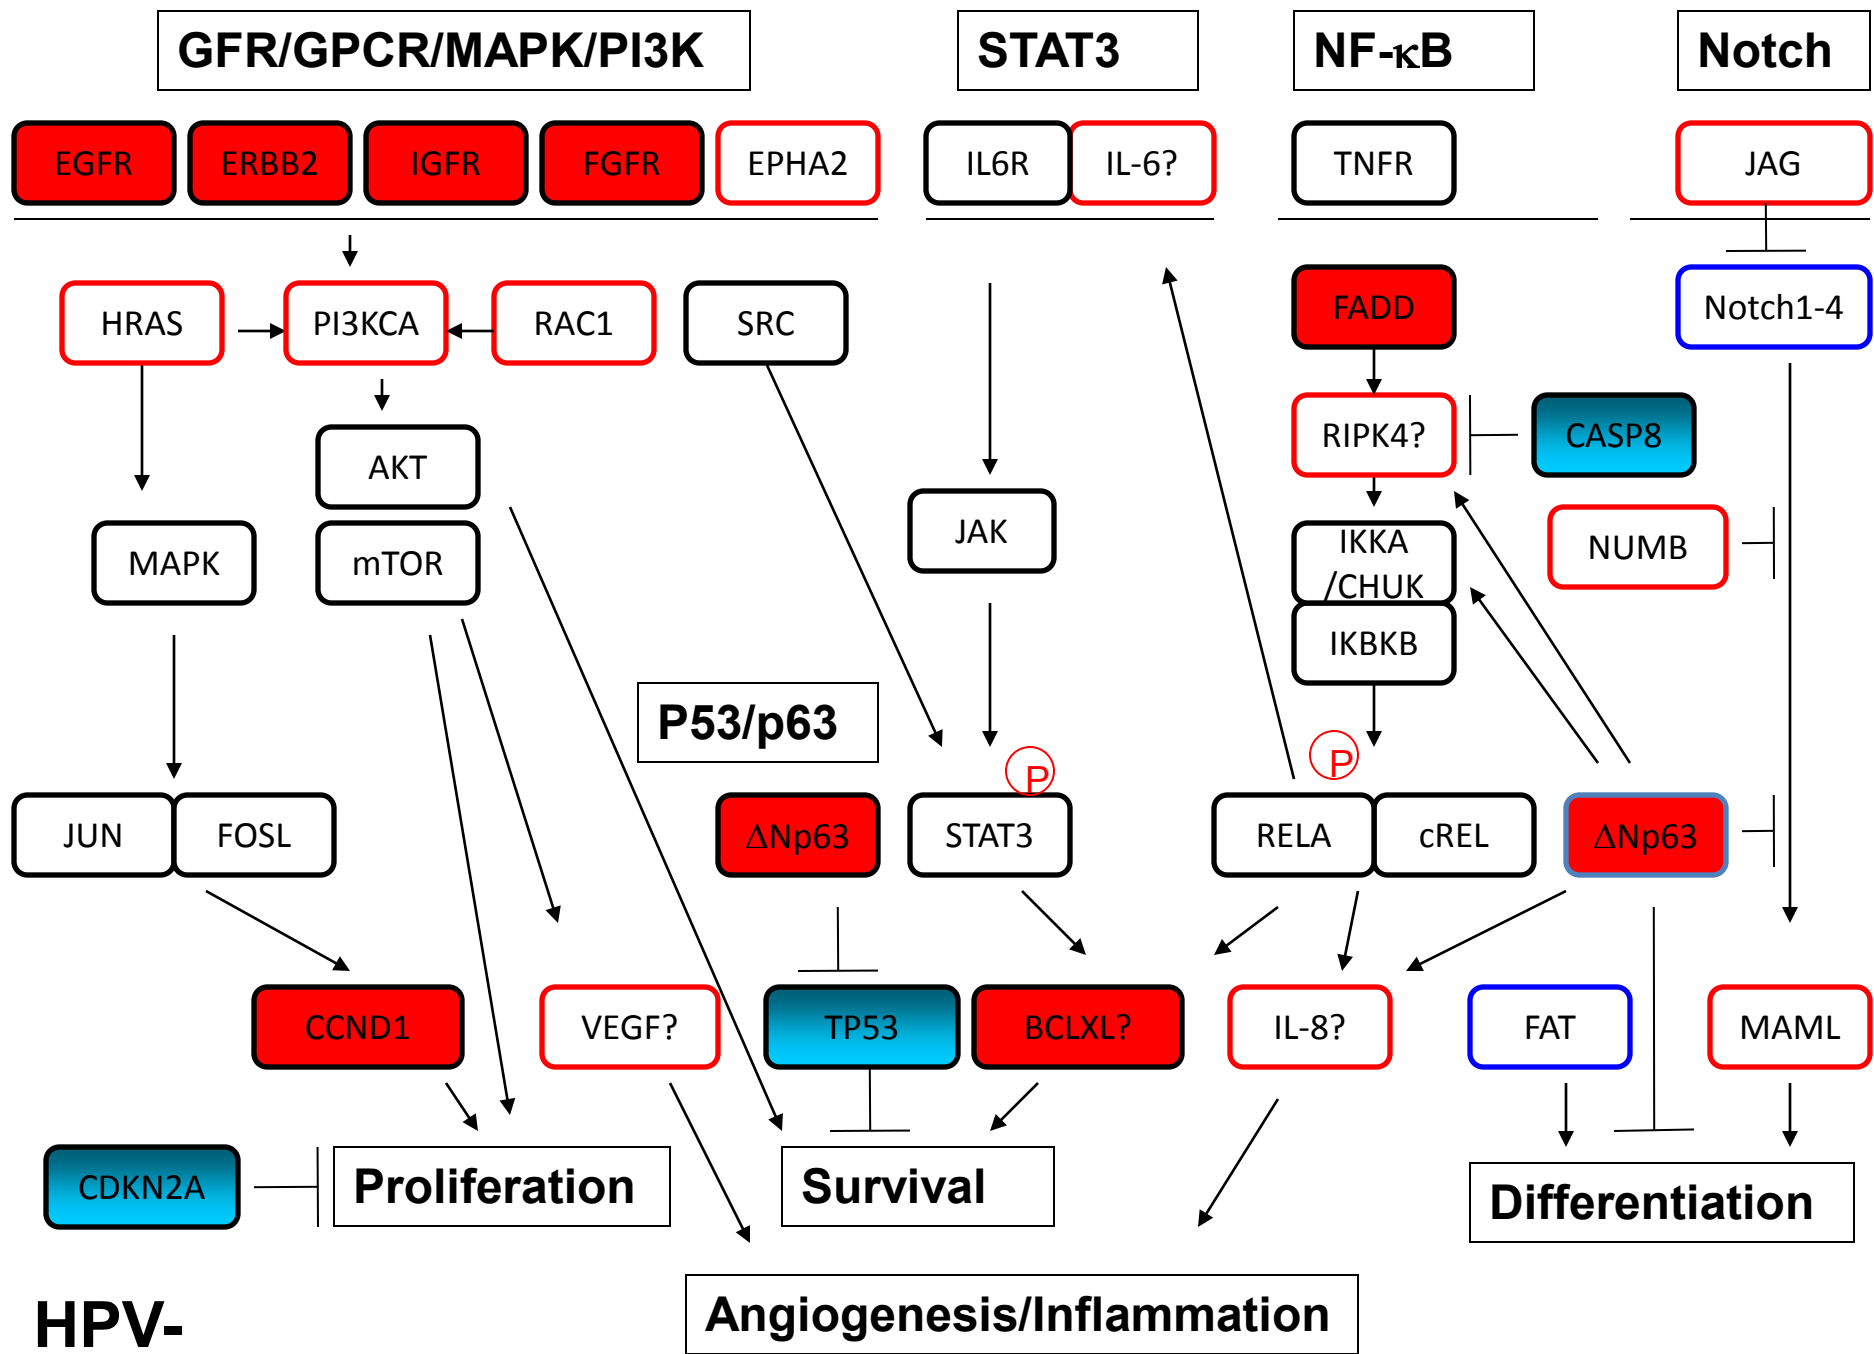 GFR/GPCR/MAPK/PI3K
STAT3
NF-κB
Notch
EGFR
ERBB2
IGFR
FGFR
EPHA2
IL6R
IL-6?
TNFR
JAG
HRAS
PI3KCA
RAC1
SRC
FADD
Notch1-4
AKT
RIPK4?
CASP8
MAPK
mTOR
JAK
IKKA
/CHUK
NUMB
IKBKB
P53/p63
P
P
JUN
FOSL
ΔNp63
STAT3
RELA
cREL
ΔNp63
CCND1
VEGF?
TP53
BCLXL?
IL-8?
FAT
MAML
CDKN2A
Proliferation
Survival
Differentiation
HPV-
Angiogenesis/Inflammation